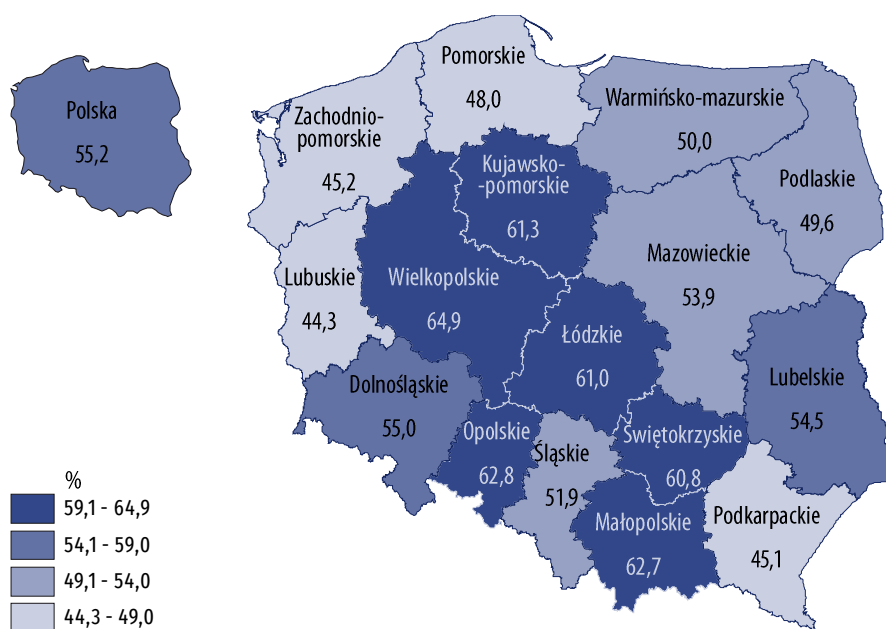 Polska
55,2
Pomorskie
48,0
Zachodnio-
pomorskie
45,2
Warmińsko-mazurskie
50,0
Podlaskie
49,6
Kujawsko-
-pomorskie
61,3
Mazowieckie
53,9
Lubuskie
44,3
Wielkopolskie
64,9
Łódzkie
61,0
Lubelskie
54,5
Dolnośląskie
55,0
Opolskie
62,8
Śląskie
51,9
Świętokrzyskie
60,8
Małopolskie
62,7
Podkarpackie
45,1
%
59,1 - 64,9
54,1 - 59,0
49,1 - 54,0
44,3 - 49,0